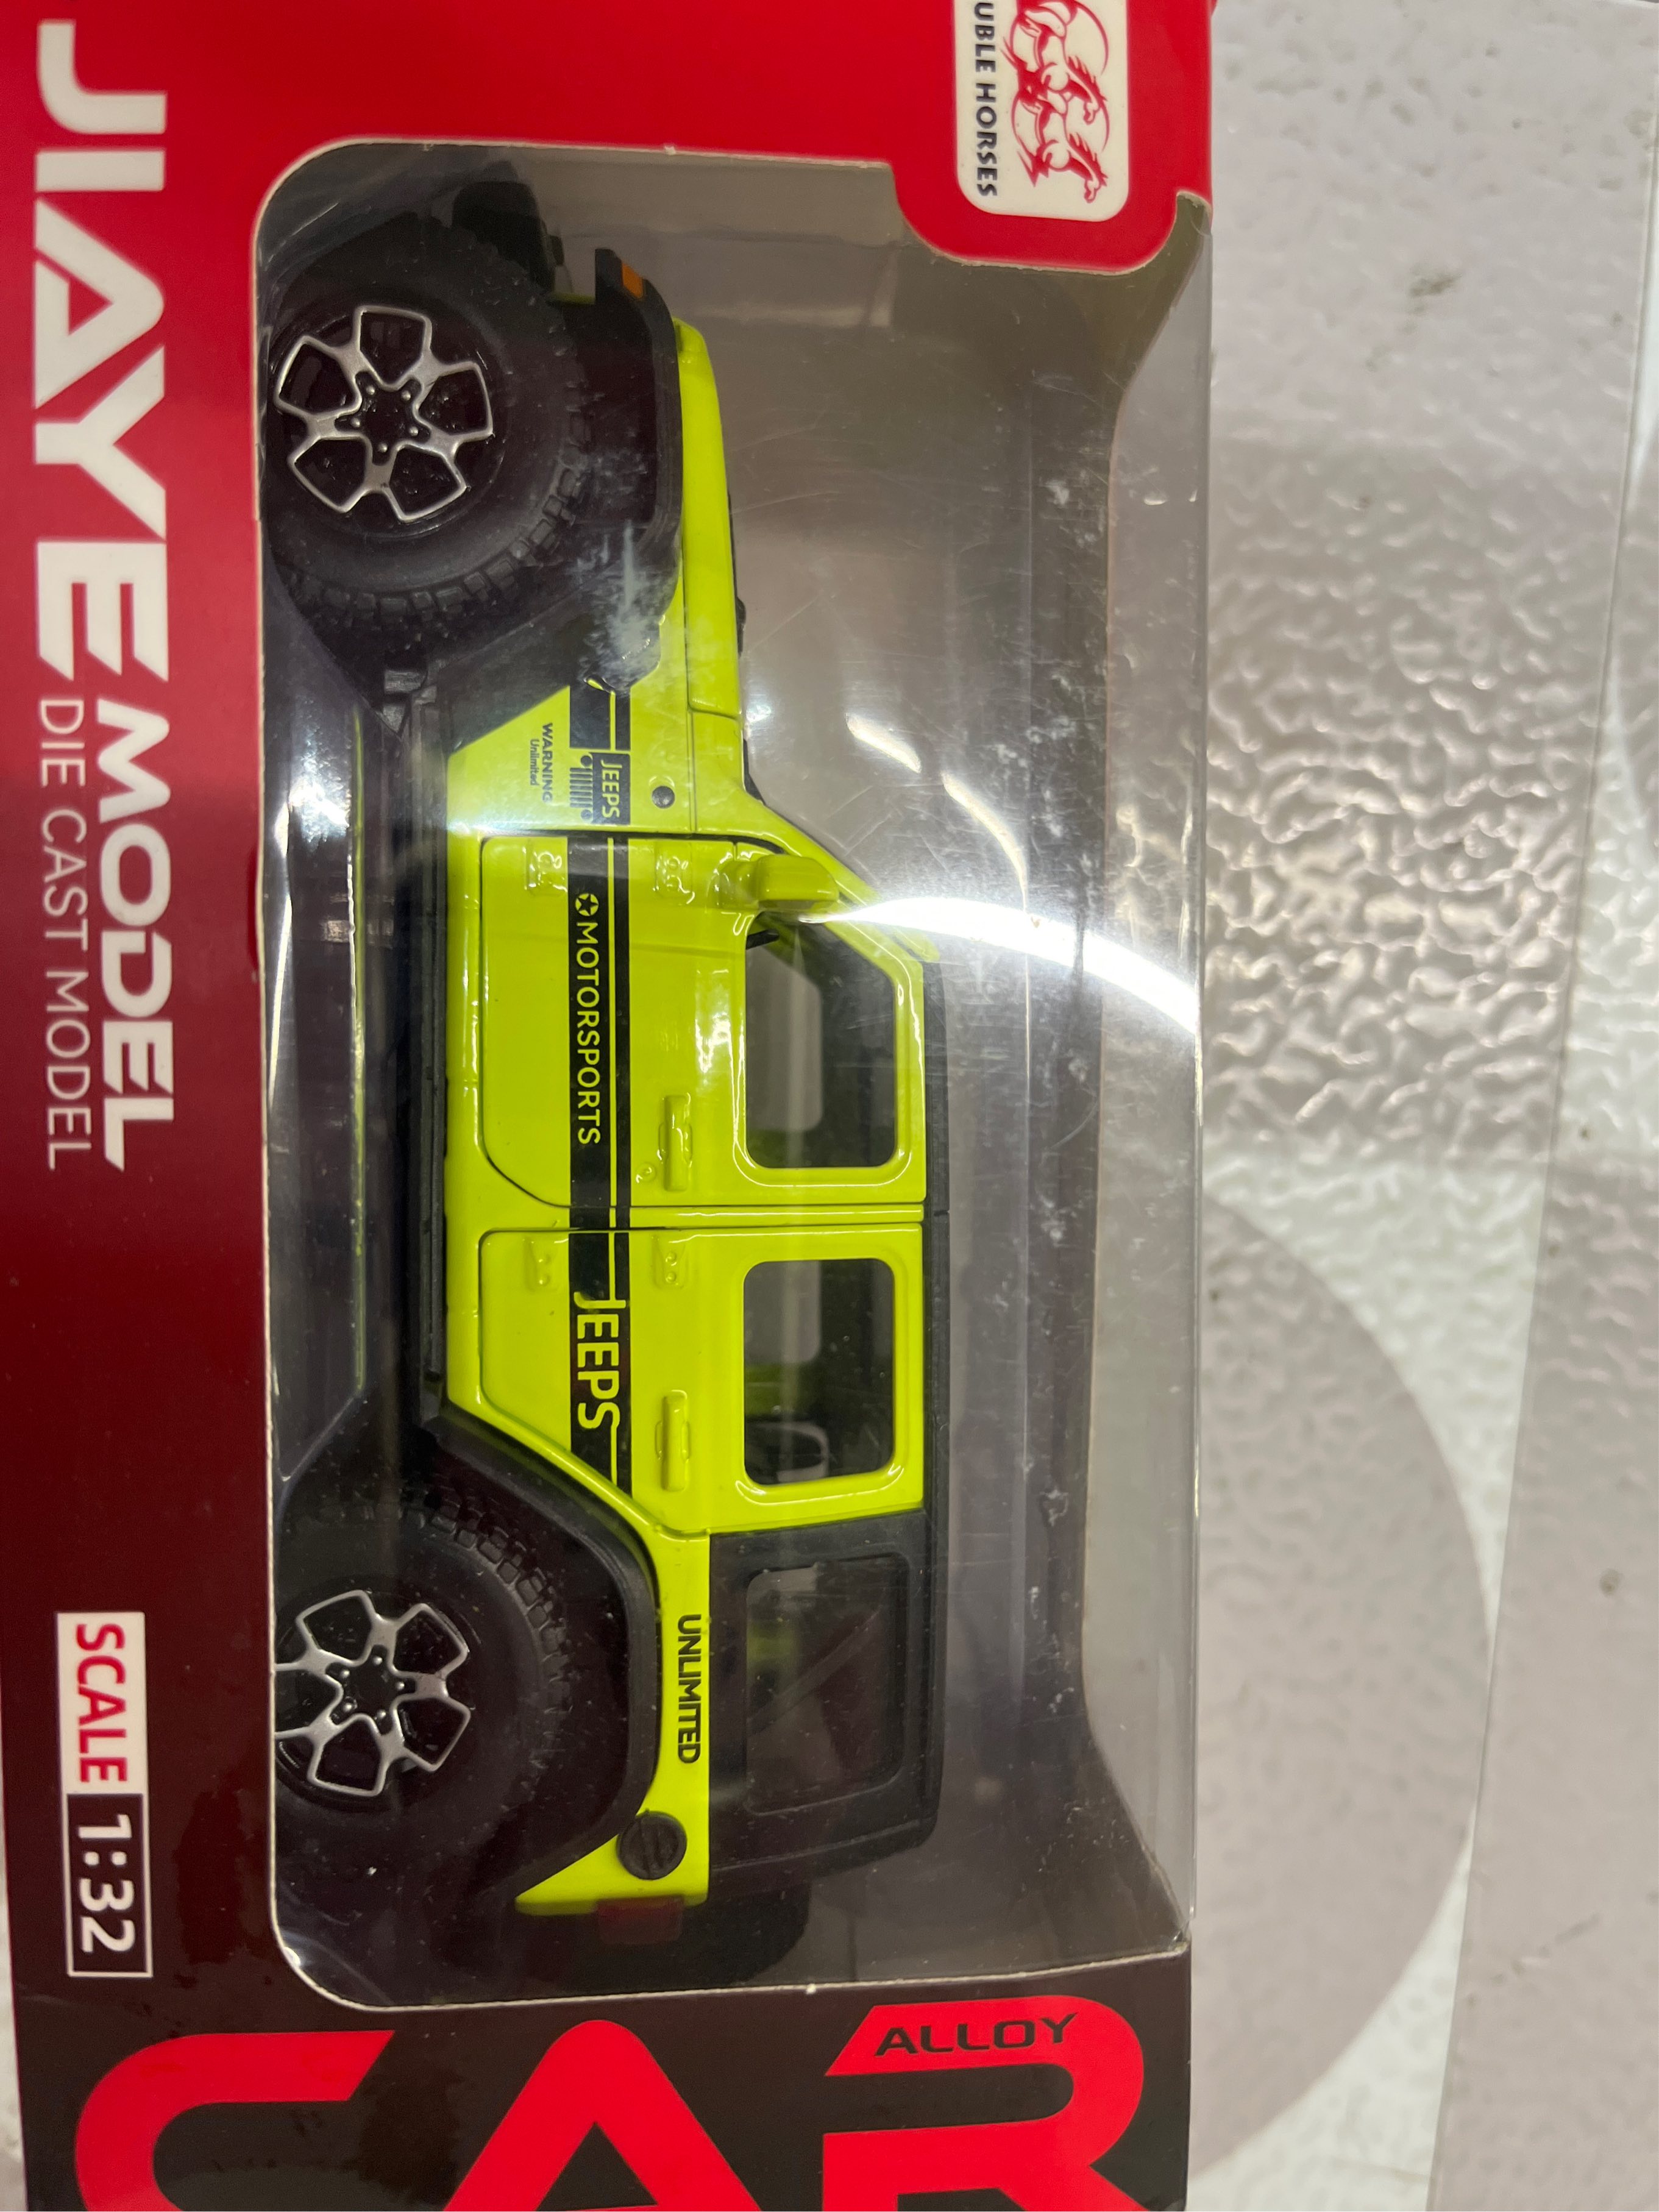 UBLE HORSES
JEEPS
WARNING
Unlimited
MOTORSPORTS
JEEPS
UNLIMITED
JIAYE MODEL
DIE CAST MODEL
SCALE 1:32
ALLOY
CAR